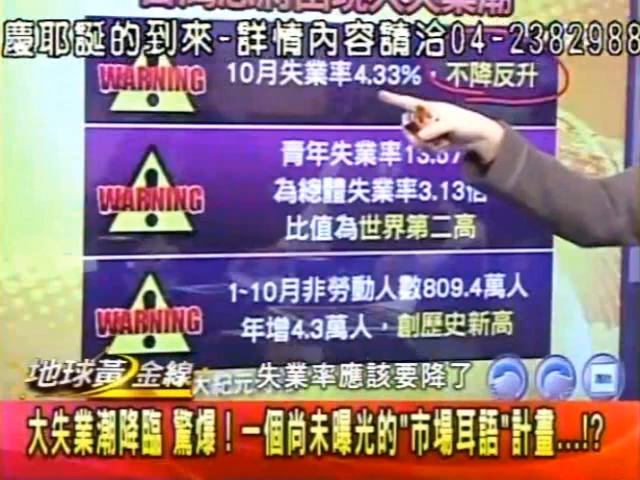 慶耶誕的到來-詳情內容請洽04-2382988
WARNING
10月失業率4.33%，不降反升
WARNING
青年失業率13.57
為總體失業率3.13倍
比值為世界第二高
WARNING
1~10月非勞動人數809.4萬人
年增4.3萬人，創歷史新高
地球黃金線
大紀元
失業率應該要降了
大失業潮降臨 驚爆！一個尚未曝光的"市場耳語"計畫...!?